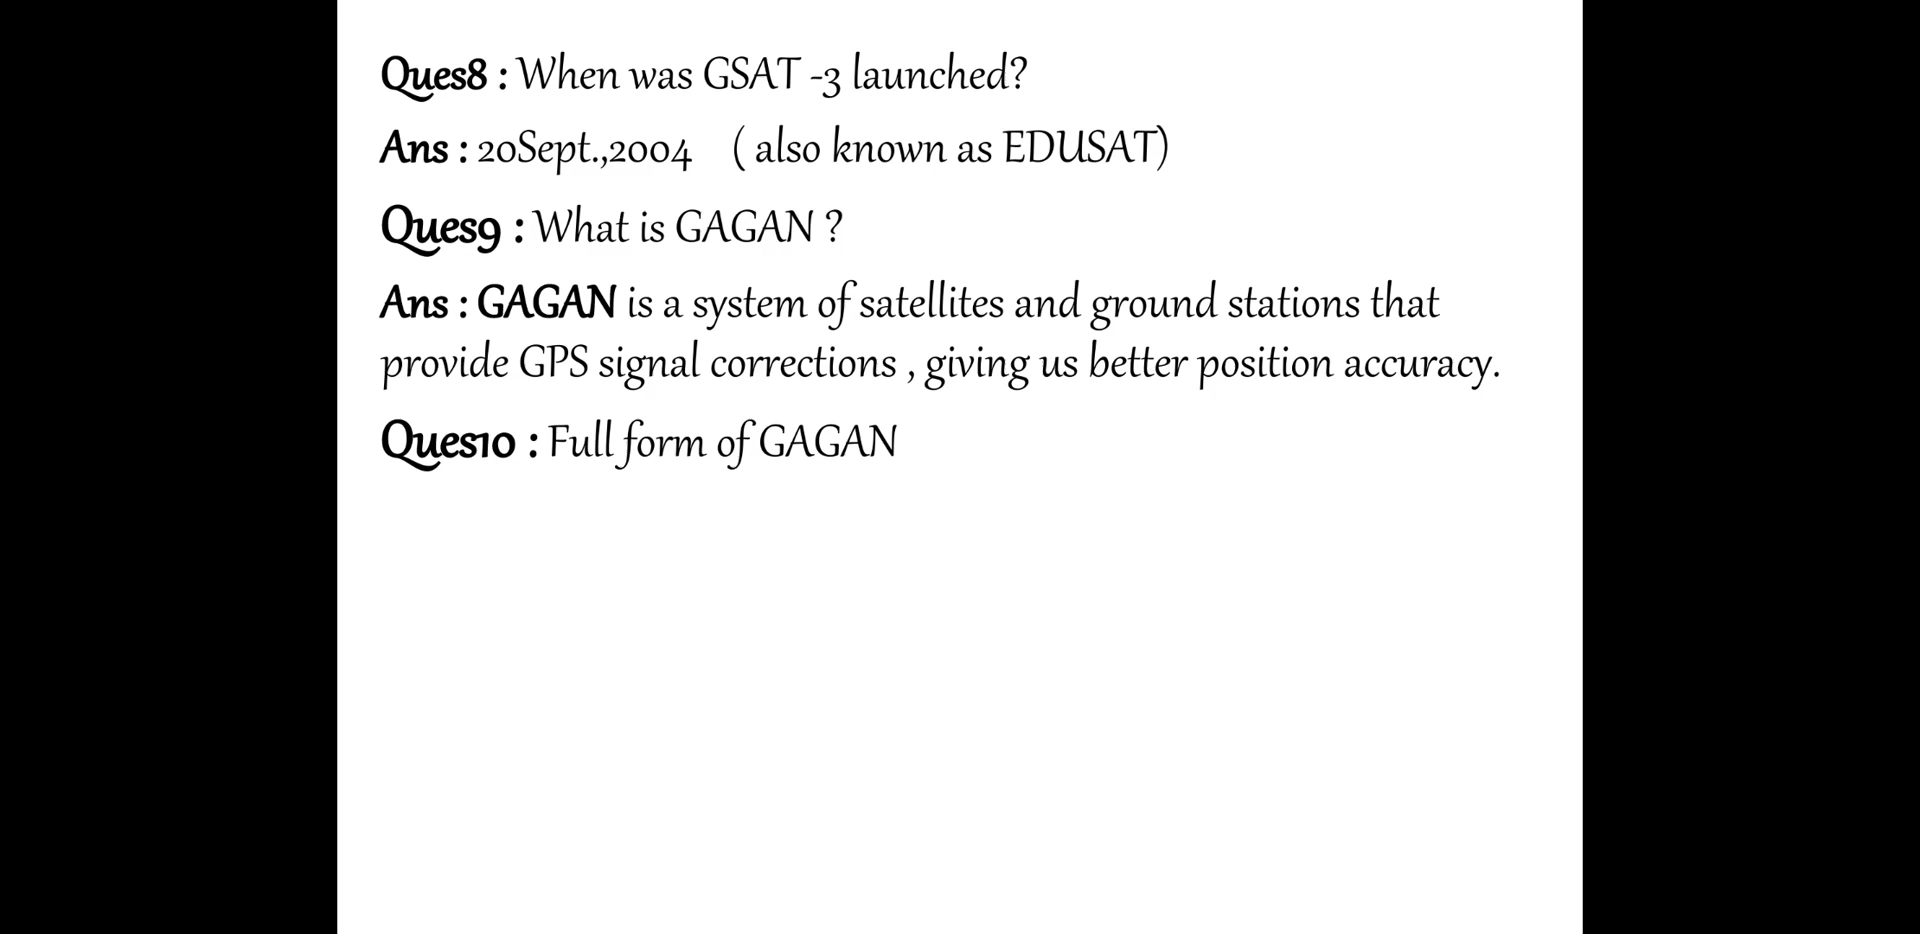 Ques8 : When was GSAT -3 launched?
Ans : 20Sept.,2004 ( also known as EDUSAT)
Ques9 : What is GAGAN ?
Ans : GAGAN is a system of satellites and ground stations that
provide GPS signal corrections , giving us better position accuracy.
Ques10 : Full form of GAGAN